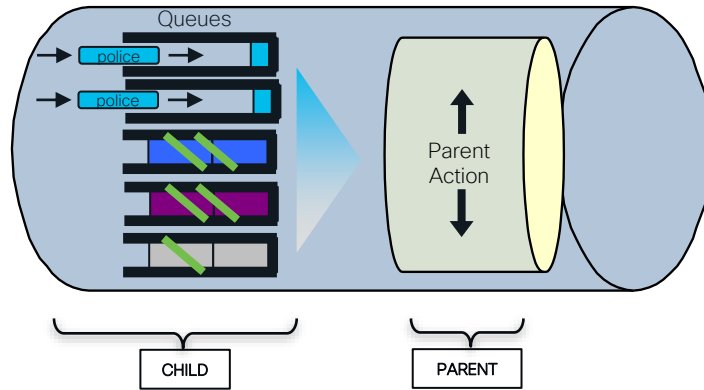 Queues
police
police
Parent
Action
CHILD
PARENT